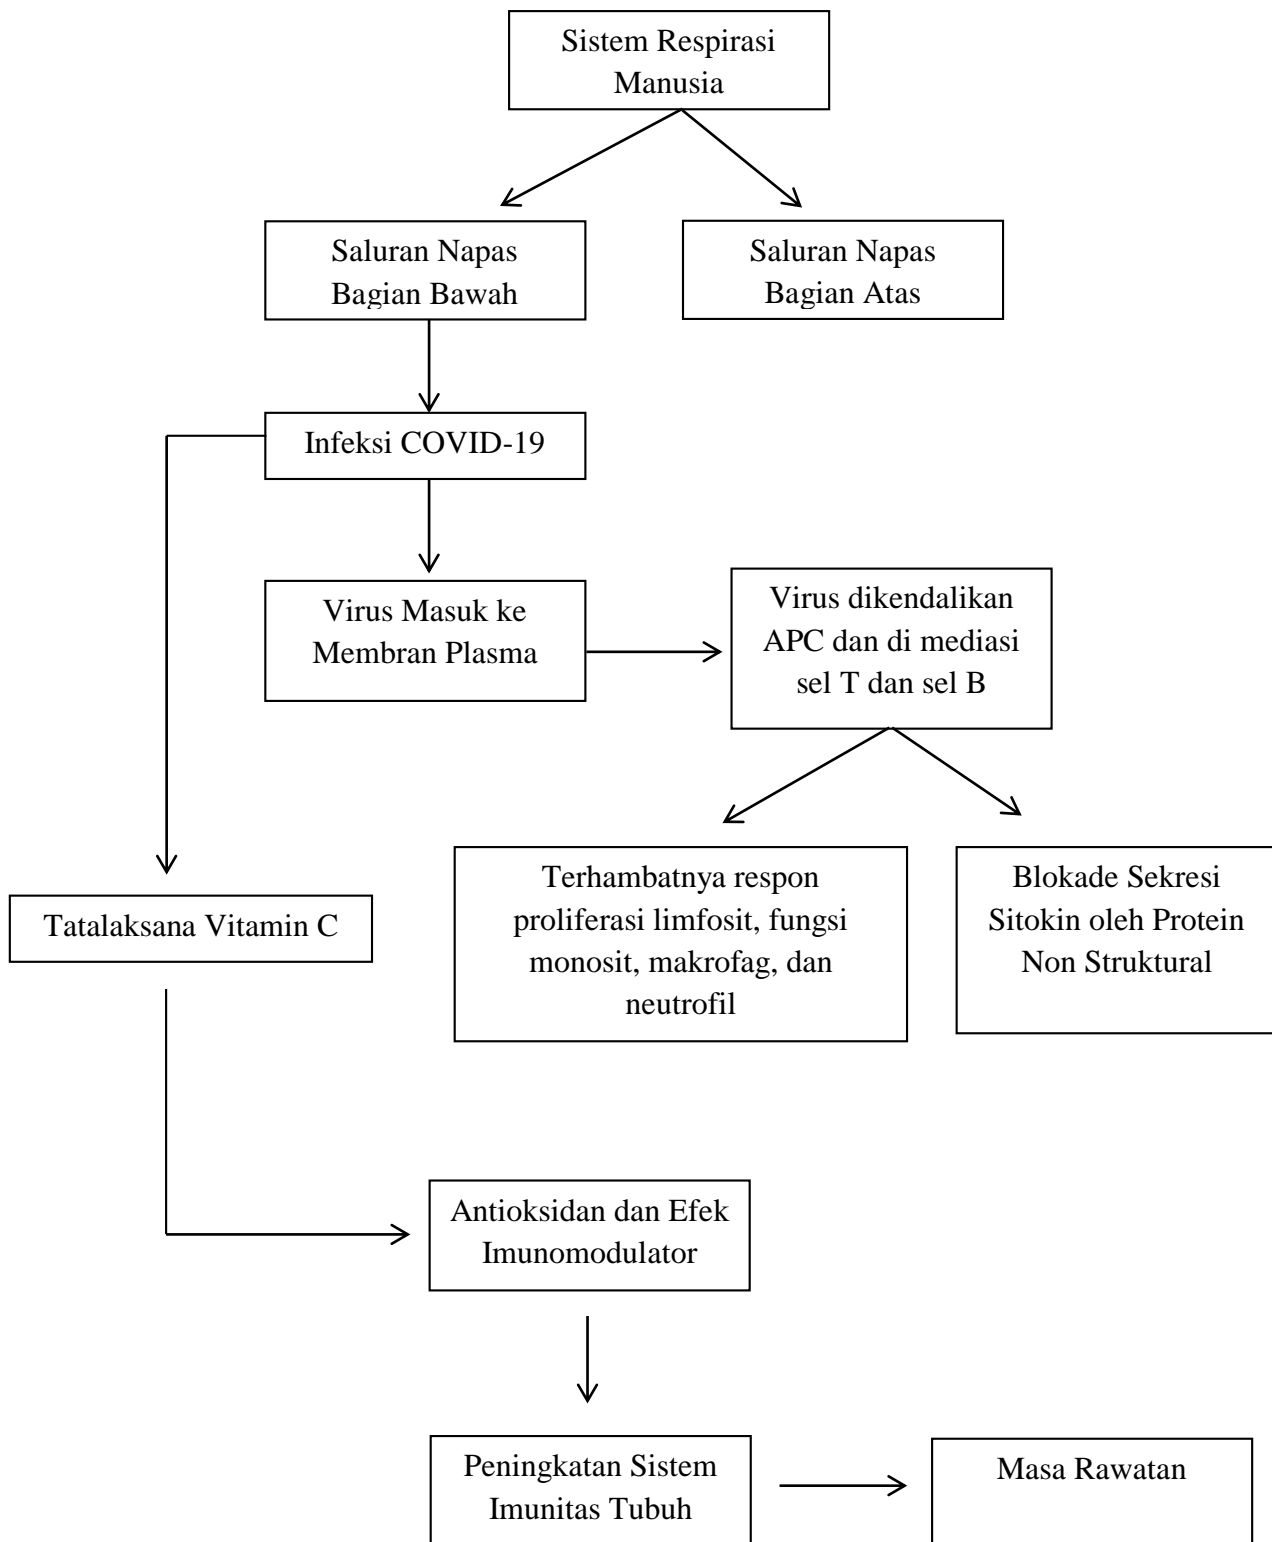 Sistem Respirasi
Manusia
Saluran Napas
Bagian Bawah
Saluran Napas
Bagian Atas
Infeksi COVID-19
Virus Masuk ke
Membran Plasma
Virus dikendalikan
APC dan di mediasi
sel T dan sel B
Terhambatnya respon
proliferasi limfosit, fungsi
monosit, makrofag, dan
neutrofil
Blokade Sekresi
Sitokin oleh Protein
Non Struktural
Tatalaksana Vitamin C
Antioksidan dan Efek
Imunomodulator
Peningkatan Sistem
Imunitas Tubuh
Masa Rawatan